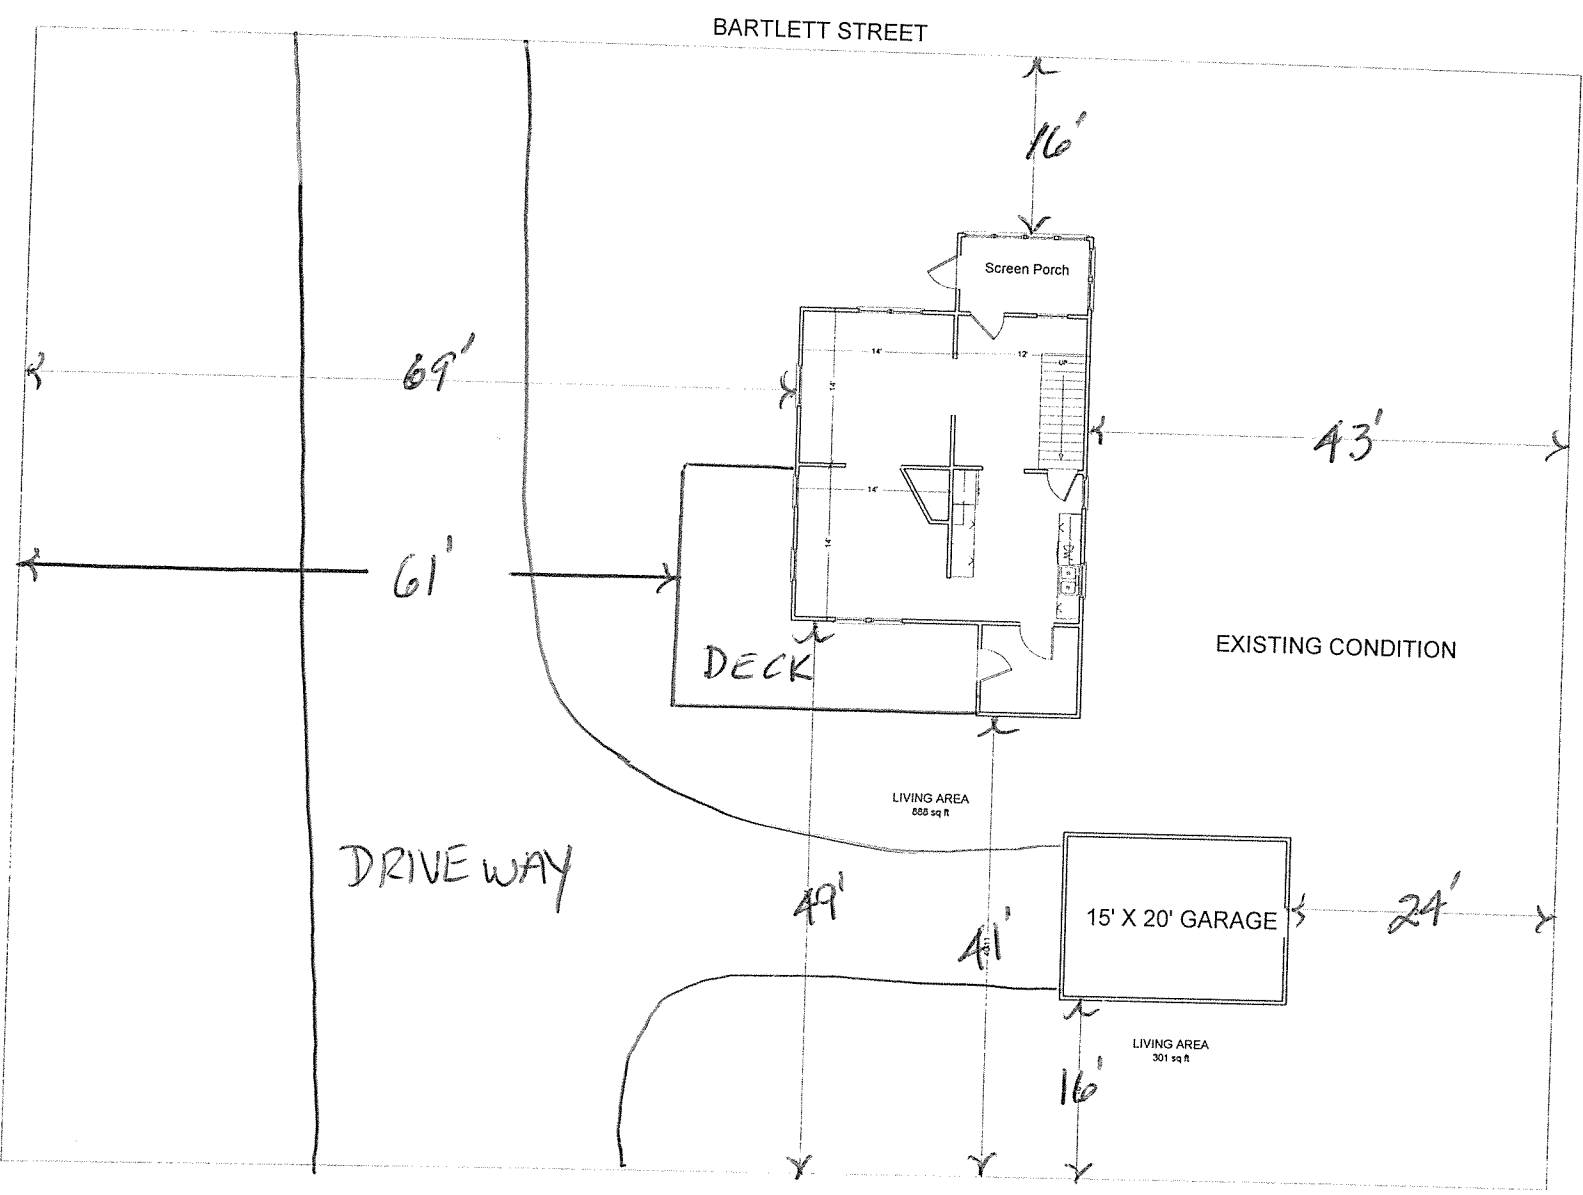 BARTLETT STREET
16'
Screen Porch
14'
12'
UP
14'
69'
43'
14'
14'
DW
61'
EXISTING CONDITION
DECK
LIVING AREA
888 sq ft
DRIVEWAY
49'
41'
15' X 20' GARAGE
24'
LIVING AREA
301 sq ft
16'